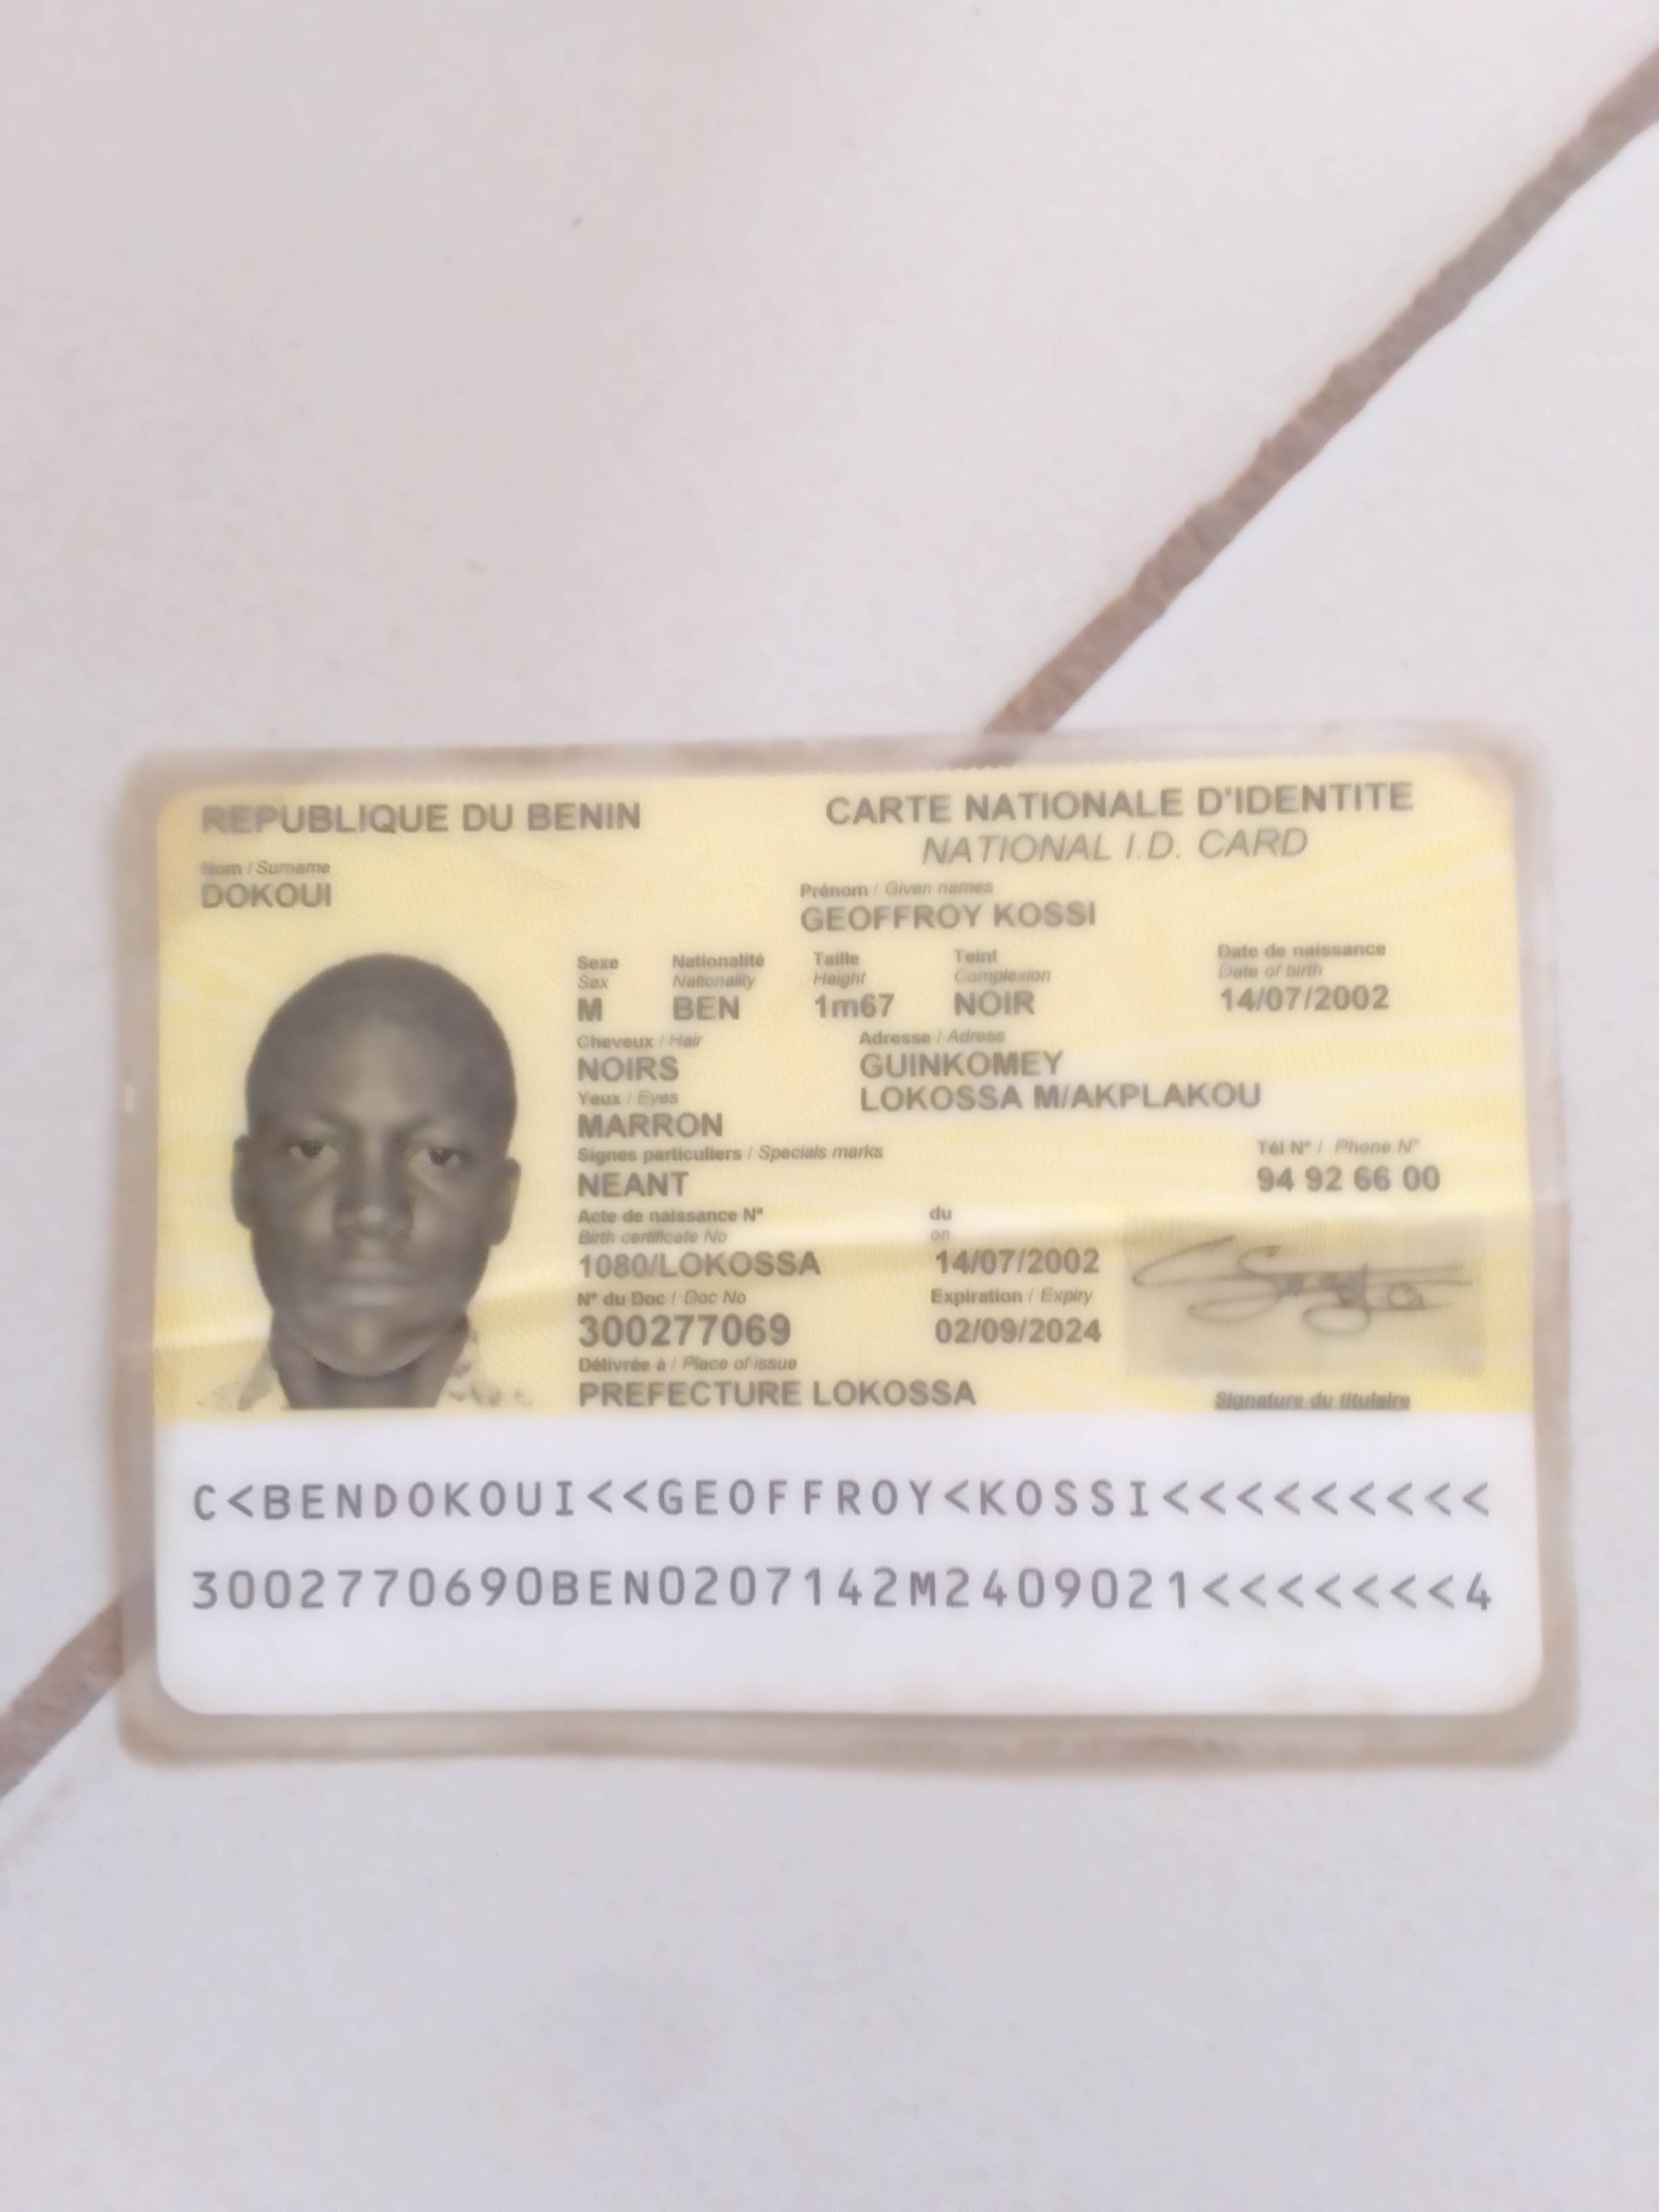 REPUBLIQUE DU BENIN
CARTE NATIONALE D'IDENTITE
NATIONAL I.D. CARD
Nom / Surname
DOKOUI
Prénom / Given names
GEOFFROY KOSSI
Sexe Nationalité Taille Teint Date de naissance
Sex Nationality Height Complexion Date of birth
M BEN 1m67 NOIR 14/07/2002
Cheveux / Hair Adresse / Adress
NOIRS GUINKOMEY
Yeux / Eyes LOKOSSA M/AKPLAKOU
MARRON
Signes particuliers / Specials marks Tél N° / Phone N°
NEANT 94 92 66 00
Acte de naissance N° du
Birth certificate No on
1080/LOKOSSA 14/07/2002
N° du Doc / Doc No Expiration / Expiry
300277069 02/09/2024
Délivrée à / Place of issue
PREFECTURE LOKOSSA Signature du titulaire
C<BENDOKOUI<<GEOFFROY<KOSSI<<<<<<<<<
3002770690BEN0207142M2409021<<<<<<<4